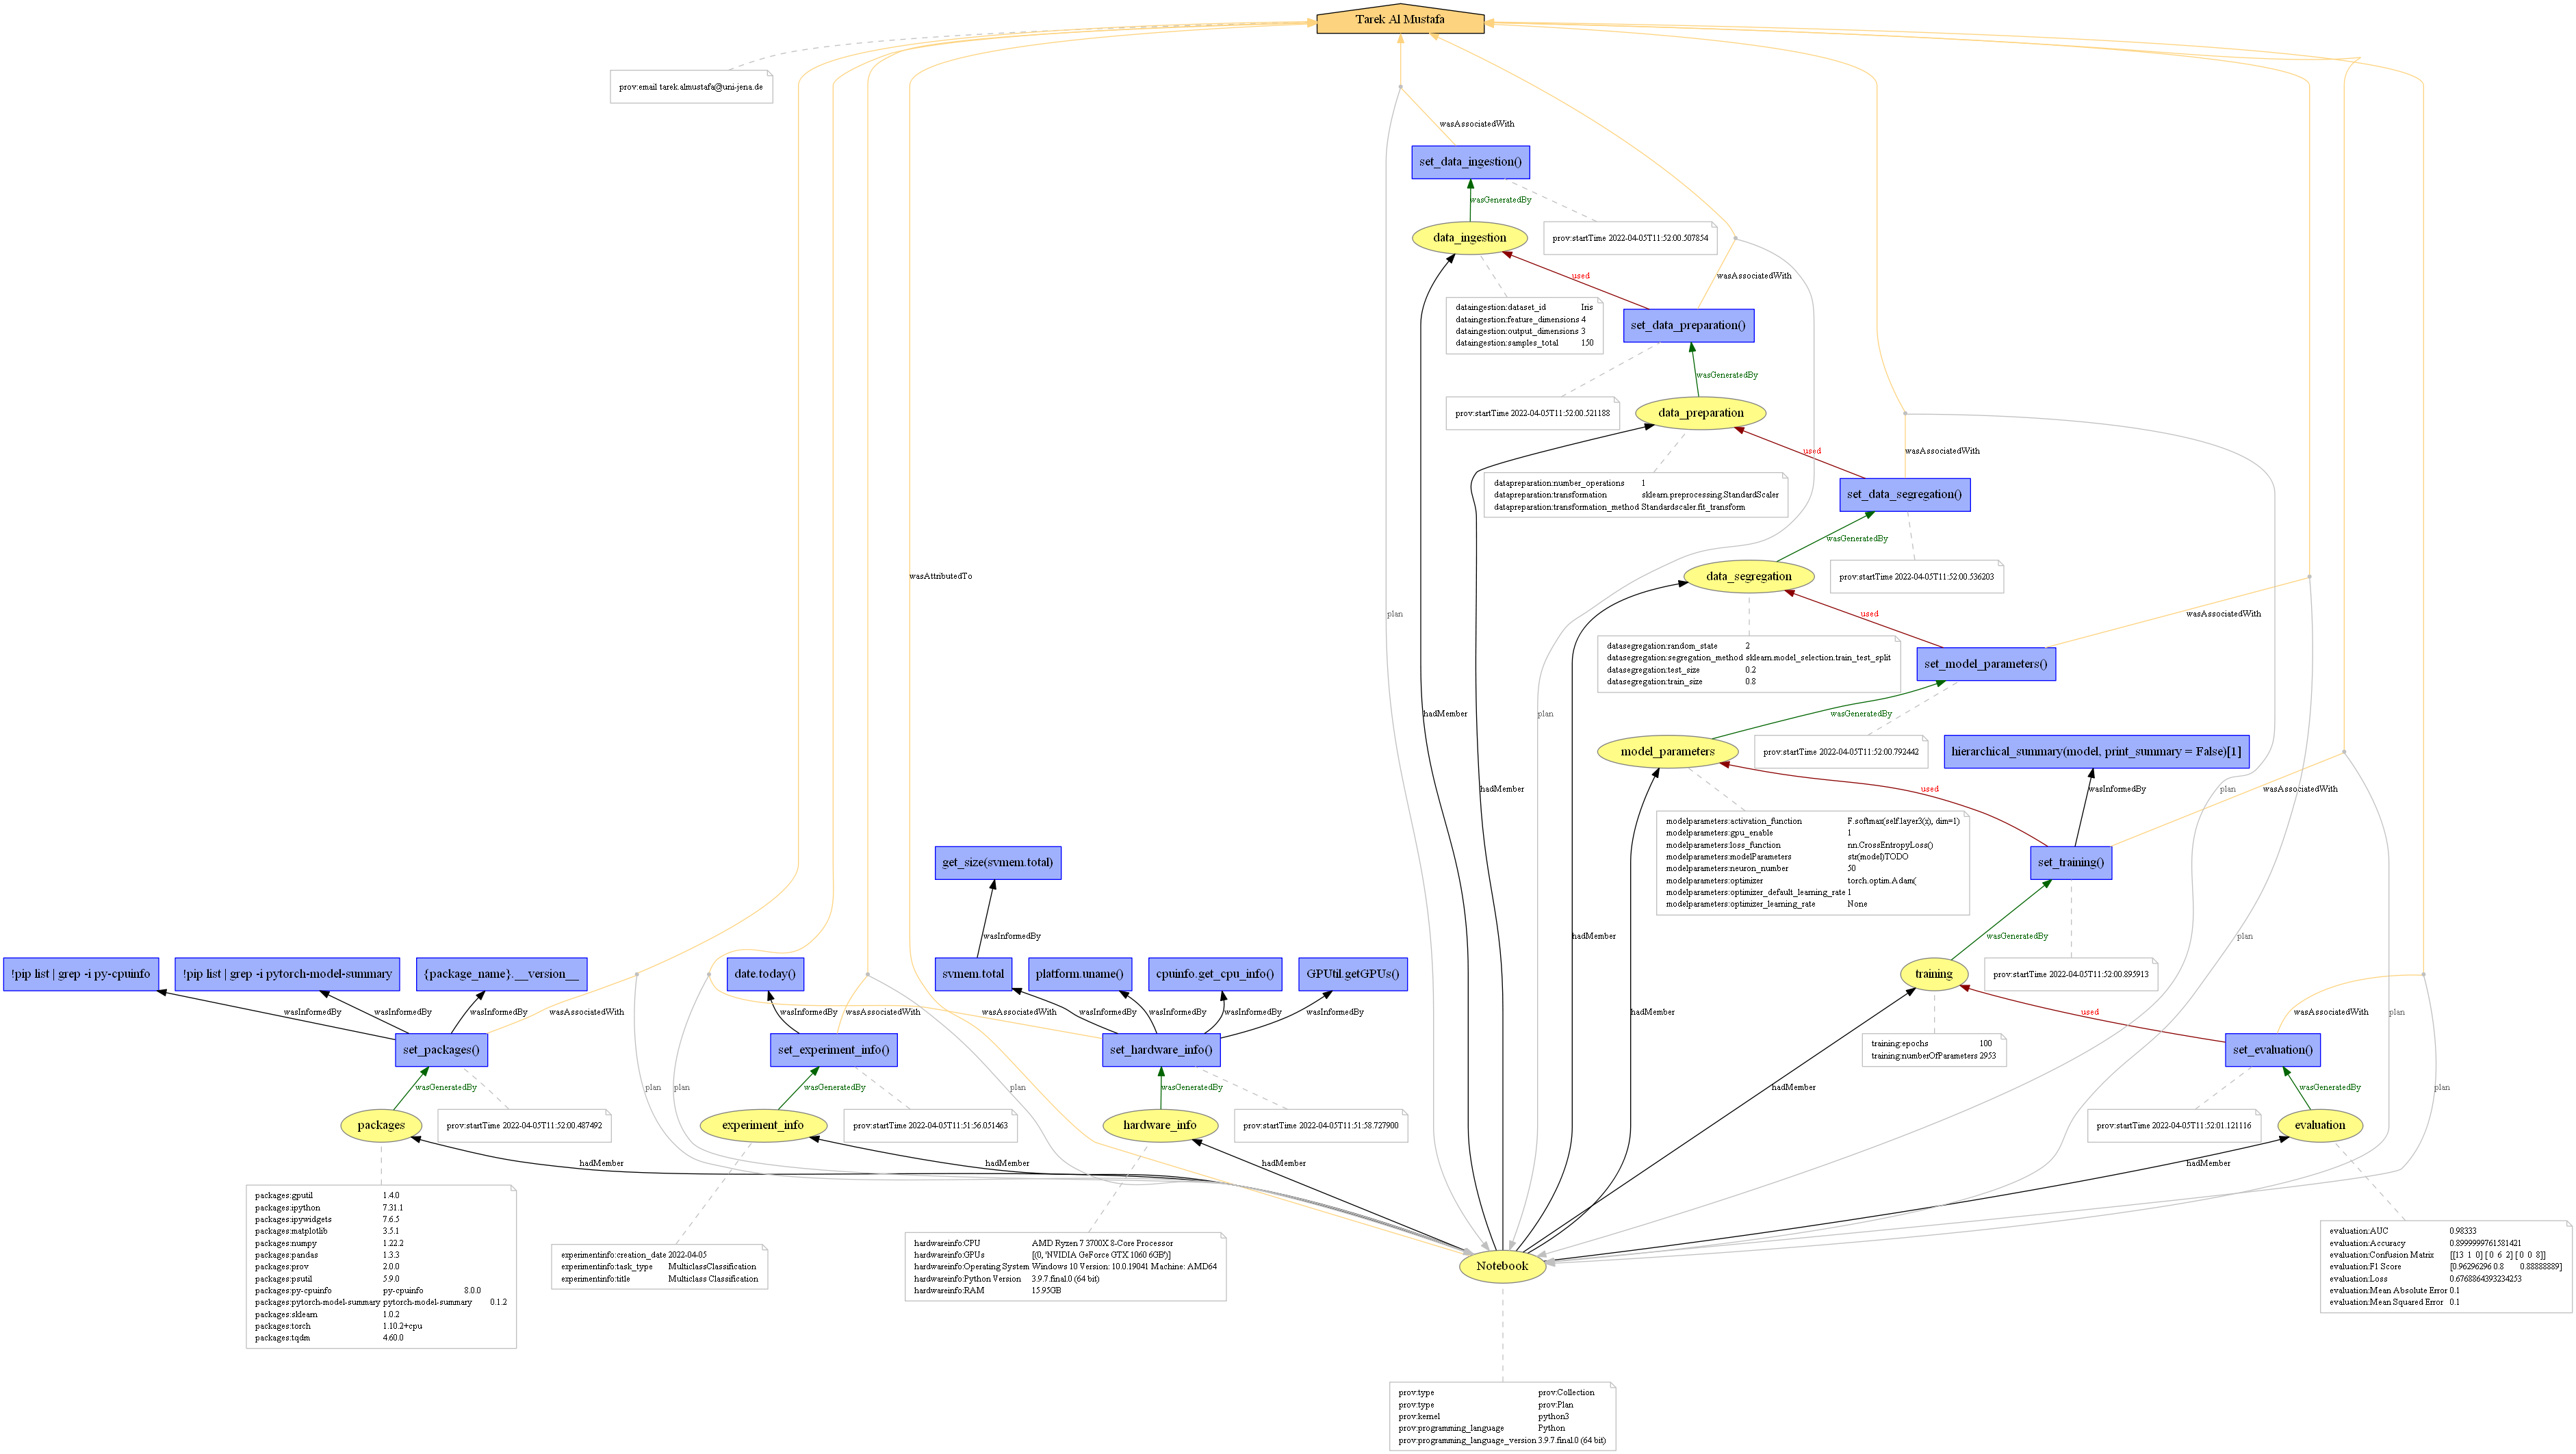 Tarek Al Mustafa
prov:email tarek.almustafa@uni-jena.de
wasAssociatedWith
set_data_ingestion()
wasGeneratedBy
data_ingestion
prov:startTime 2022-04-05T11:52:00.507854
used
wasAssociatedWith
dataingestion:dataset_id Iris
dataingestion:feature_dimensions 4
dataingestion:output_dimensions 3
dataingestion:samples_total 150
set_data_preparation()
wasGeneratedBy
prov:startTime 2022-04-05T11:52:00.521188
data_preparation
used
wasAssociatedWith
datapreparation:number_operations 1
datapreparation:transformation sklearn.preprocessing.StandardScaler
datapreparation:transformation_method Standardscaler.fit_transform
set_data_segregation()
wasGeneratedBy
wasAttributedTo
data_segregation
prov:startTime 2022-04-05T11:52:00.536203
plan
used
wasAssociatedWith
datasegregation:random_state 2
datasegregation:segregation_method sklearn.model_selection.train_test_split
datasegregation:test_size 0.2
datasegregation:train_size 0.8
set_model_parameters()
hadMember
plan
wasGeneratedBy
model_parameters
prov:startTime 2022-04-05T11:52:00.792442
hierarchical_summary(model, print_summary = False)[1]
hadMember
used
wasInformedBy
plan
wasAssociatedWith
modelparameters:activation_function F.softmax(self.layer3(x), dim=1)
modelparameters:gpu_enable 1
modelparameters:loss_function nn.CrossEntropyLoss()
modelparameters:modelParameters str(model)TODO
modelparameters:neuron_number 50
modelparameters:optimizer torch.optim.Adam(
modelparameters:optimizer_default_learning_rate 1
modelparameters:optimizer_learning_rate None
get_size(svmem.total)
set_training()
wasInformedBy
hadMember
wasGeneratedBy
plan
!pip list | grep -i py-cpuinfo
!pip list | grep -i pytorch-model-summary
{package_name}.__version__
date.today()
svmem.total
platform.uname()
cpuinfo.get_cpu_info()
GPUtil.getGPUs()
training
prov:startTime 2022-04-05T11:52:00.895913
wasInformedBy
wasInformedBy
wasInformedBy
wasAssociatedWith
wasInformedBy
wasAssociatedWith
wasAssociatedWith
wasInformedBy
wasInformedBy
wasInformedBy
wasInformedBy
hadMember
used
wasAssociatedWith
plan
set_packages()
set_experiment_info()
set_hardware_info()
training:epochs 100
training:numberOfParameters 2953
set_evaluation()
wasGeneratedBy
plan
plan
wasGeneratedBy
plan
wasGeneratedBy
hadMember
wasGeneratedBy
plan
packages
prov:startTime 2022-04-05T11:52:00.487492
experiment_info
prov:startTime 2022-04-05T11:51:56.051463
hardware_info
prov:startTime 2022-04-05T11:51:58.727900
prov:startTime 2022-04-05T11:52:01.121116
evaluation
hadMember
hadMember
hadMember
hadMember
packages:gputil 1.4.0
packages:ipython 7.31.1
packages:ipywidgets 7.6.5
packages:matplotlib 3.5.1
packages:numpy 1.22.2
packages:pandas 1.3.3
packages:prov 2.0.0
packages:psutil 5.9.0
packages:py-cpuinfo py-cpuinfo 8.0.0
packages:pytorch-model-summary pytorch-model-summary 0.1.2
packages:sklearn 1.0.2
packages:torch 1.10.2+cpu
packages:tqdm 4.60.0
experimentinfo:creation_date 2022-04-05
experimentinfo:task_type MulticlassClassification
experimentinfo:title Multiclass Classification
hardwareinfo:CPU AMD Ryzen 7 3700X 8-Core Processor
hardwareinfo:GPUs [(0, 'NVIDIA GeForce GTX 1060 6GB')]
hardwareinfo:Operating System Windows 10 Version: 10.0.19041 Machine: AMD64
hardwareinfo:Python Version 3.9.7.final.0 (64 bit)
hardwareinfo:RAM 15.95GB
Notebook
evaluation:AUC 0.98333
evaluation:Accuracy 0.8999999761581421
evaluation:Confusion Matrix [[13 1 0] [ 0 6 2] [ 0 0 8]]
evaluation:F1 Score [0.96296296 0.8 0.88888889]
evaluation:Loss 0.6768864393234253
evaluation:Mean Absolute Error 0.1
evaluation:Mean Squared Error 0.1
prov:type prov:Collection
prov:type prov:Plan
prov:kernel python3
prov:programming_language Python
prov:programming_language_version 3.9.7.final.0 (64 bit)